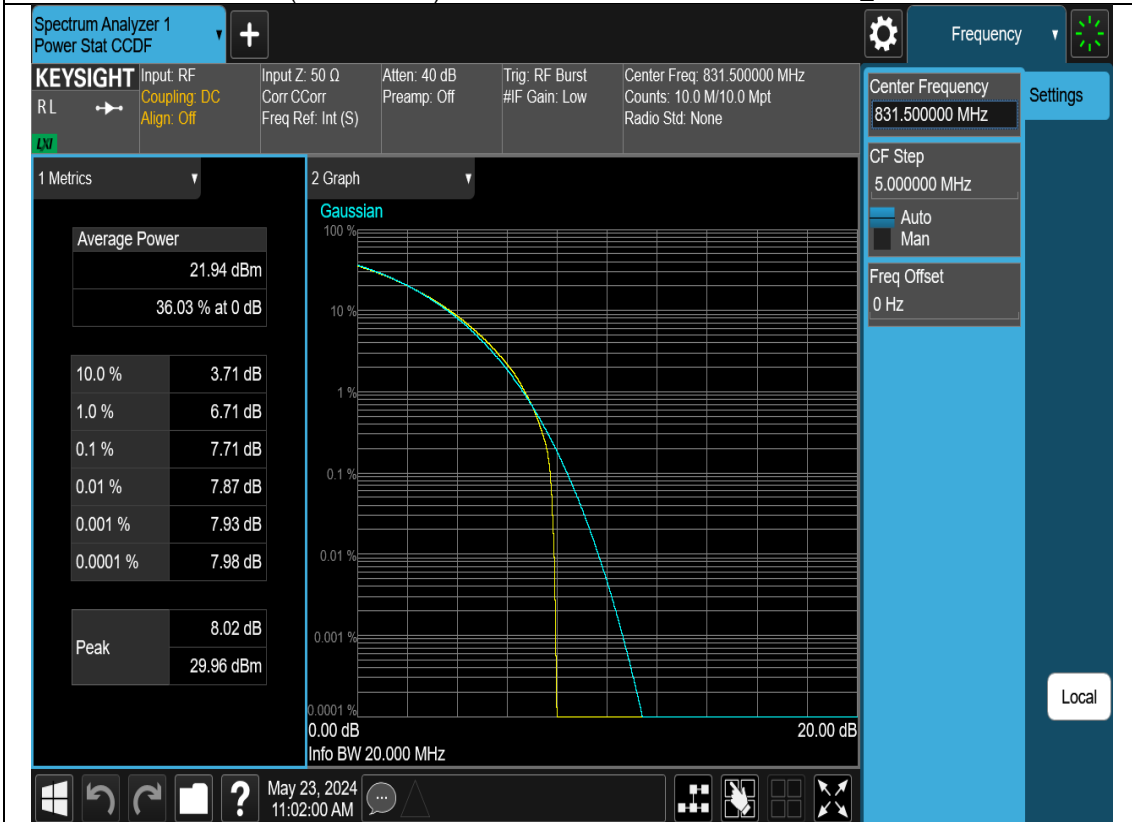 Spectrum Analyzer 1
Power Stat CCDF
+
Frequency
KEYSIGHT
RL
LXI
Input: RF
Coupling: DC
Align: Off
Input Z: 50 Ω
Corr CCorr
Freq Ref: Int (S)
Atten: 40 dB
Preamp: Off
Trig: RF Burst
#IF Gain: Low
Center Freq: 831.500000 MHz
Counts: 10.0 M/10.0 Mpt
Radio Std: None
Center Frequency
831.500000 MHz
Settings
CF Step
5.000000 MHz
Auto
Man
Freq Offset
0 Hz
Local
1 Metrics
Average Power
21.94 dBm
36.03 % at 0 dB
10.0 % 3.71 dB
1.0 % 6.71 dB
0.1 % 7.71 dB
0.01 % 7.87 dB
0.001 % 7.93 dB
0.0001 % 7.98 dB
Peak 8.02 dB
29.96 dBm
2 Graph
Gaussian
100 %
10 %
1 %
0.1 %
0.01 %
0.001 %
0.0001 %
0.00 dB 20.00 dB
Info BW 20.000 MHz
?
May 23, 2024
11:02:00 AM